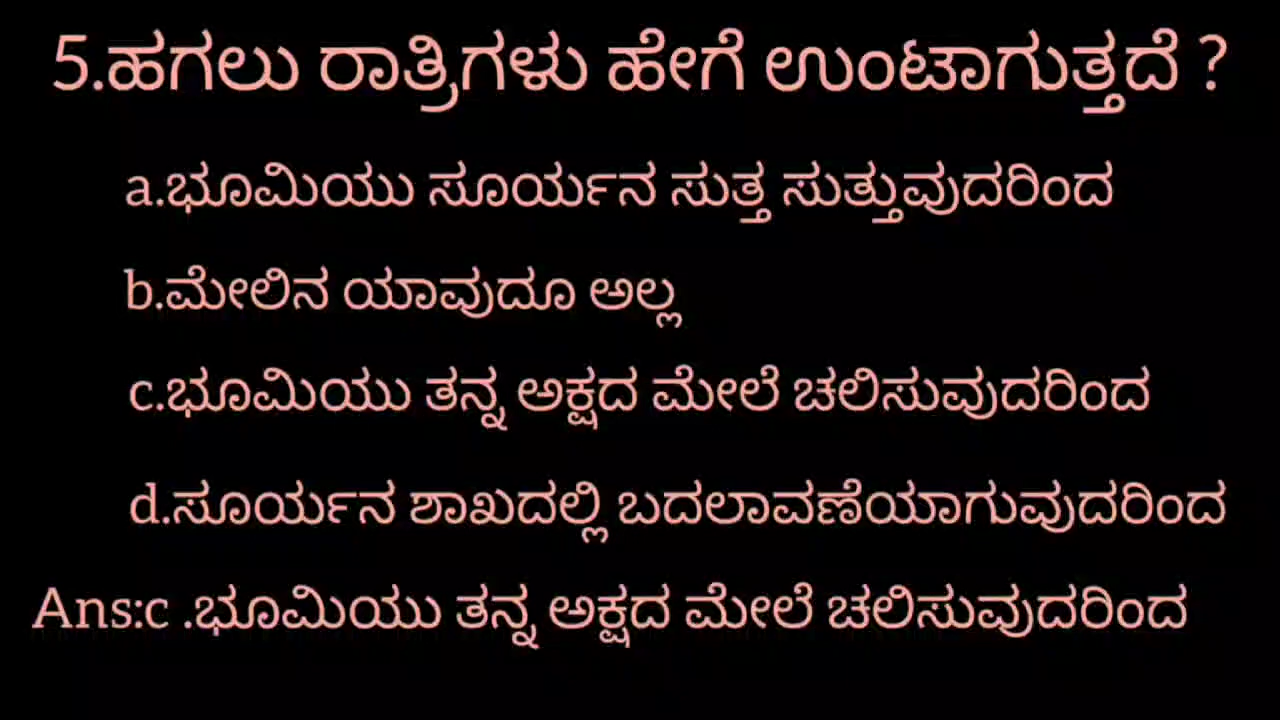 5.ಹಗಲು ರಾತ್ರಿಗಳು ಹೇಗೆ ಉಂಟಾಗುತ್ತದೆ ?
a.ಭೂಮಿಯು ಸೂರ್ಯನ ಸುತ್ತ ಸುತ್ತುವುದರಿಂದ
b.ಮೇಲಿನ ಯಾವುದೂ ಅಲ್ಲ
c.ಭೂಮಿಯು ತನ್ನ ಅಕ್ಷದ ಮೇಲೆ ಚಲಿಸುವುದರಿಂದ
d.ಸೂರ್ಯನ ಶಾಖದಲ್ಲಿ ಬದಲಾವಣೆಯಾಗುವುದರಿಂದ
Ans:c .ಭೂಮಿಯು ತನ್ನ ಅಕ್ಷದ ಮೇಲೆ ಚಲಿಸುವುದರಿಂದ